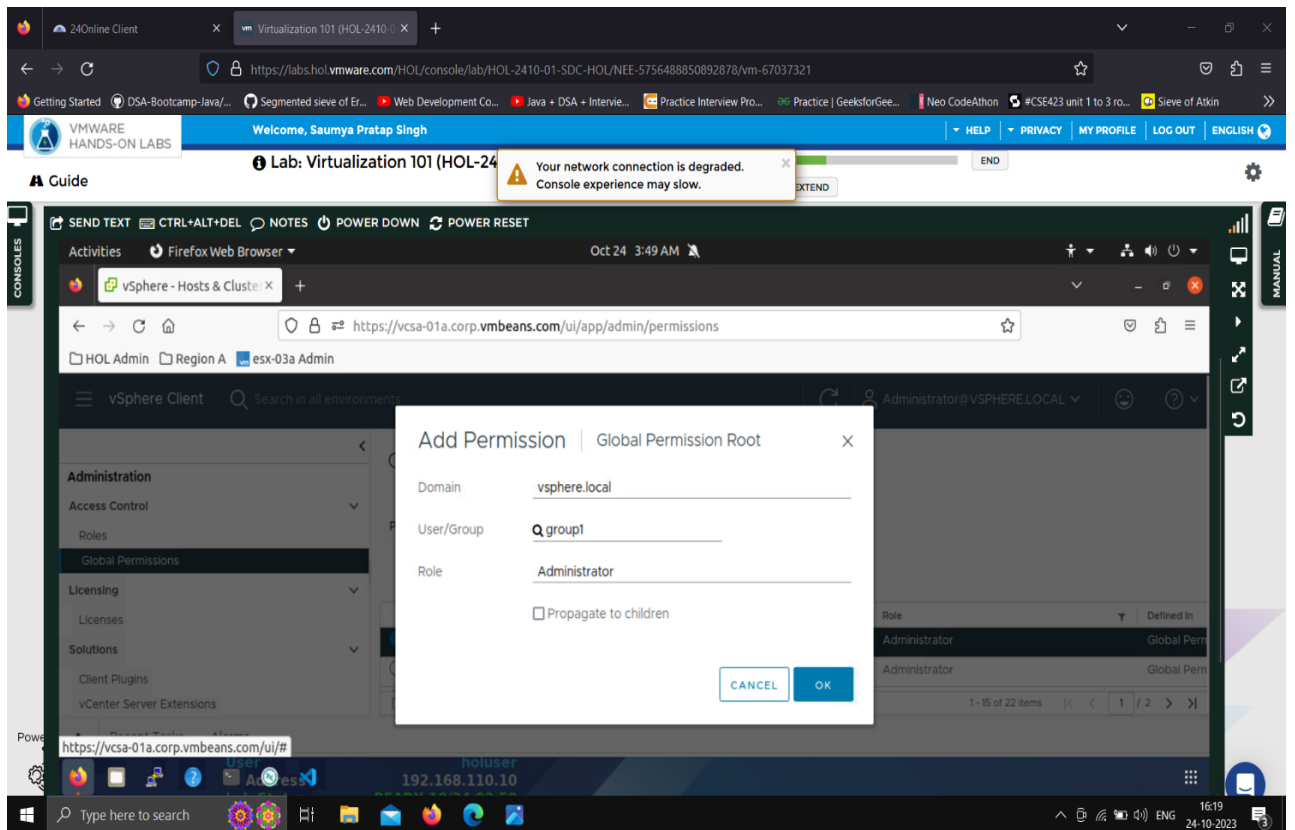 24Online Client
Virtualization 101 (HOL-2410-0
https://labs.hol.vmware.com/HOL/console/lab/HOL-2410-01-SDC-HOL/NEE-5756488850892878/vm-67037321
Getting Started
DSA-Bootcamp-Java/...
Segmented sieve of Er...
Web Development Co...
Java + DSA + Intervie...
Practice Interview Pro...
Practice | GeeksforGee...
Neo CodeAthon
#CSE423 unit 1 to 3 ro...
Sieve of Atkin
VMWARE
HANDS-ON LABS
Welcome, Saumya Pratap Singh
HELP
PRIVACY
MY PROFILE
LOG OUT
ENGLISH
Guide
Lab: Virtualization 101 (HOL-24
Your network connection is degraded.
Console experience may slow.
END
EXTEND
CONSOLES
MANUAL
SEND TEXT
CTRL+ALT+DEL
NOTES
POWER DOWN
POWER RESET
Activities
Firefox Web Browser
Oct 24 3:49 AM
vSphere - Hosts & Cluster
https://vcsa-01a.corp.vmbeans.com/ui/app/admin/permissions
HOL Admin
Region A
esx-03a Admin
vSphere Client
Search in all environments
Administrator@VSPHERE.LOCAL
Administration
Access Control
Roles
Global Permissions
Licensing
Licenses
Solutions
Client Plugins
vCenter Server Extensions
Add Permission
Global Permission Root
Domain
vsphere.local
User/Group
group1
Role
Administrator
Propagate to children
CANCEL
OK
Role
Defined In
Administrator
Global Perm
Administrator
Global Perm
1 - 15 of 22 items
1 / 2
Recent Tasks
Alarms
Powe
https://vcsa-01a.corp.vmbeans.com/ui/#
User
holuser
192.168.110.10
Type here to search
ENG
16:19
24-10-2023
3